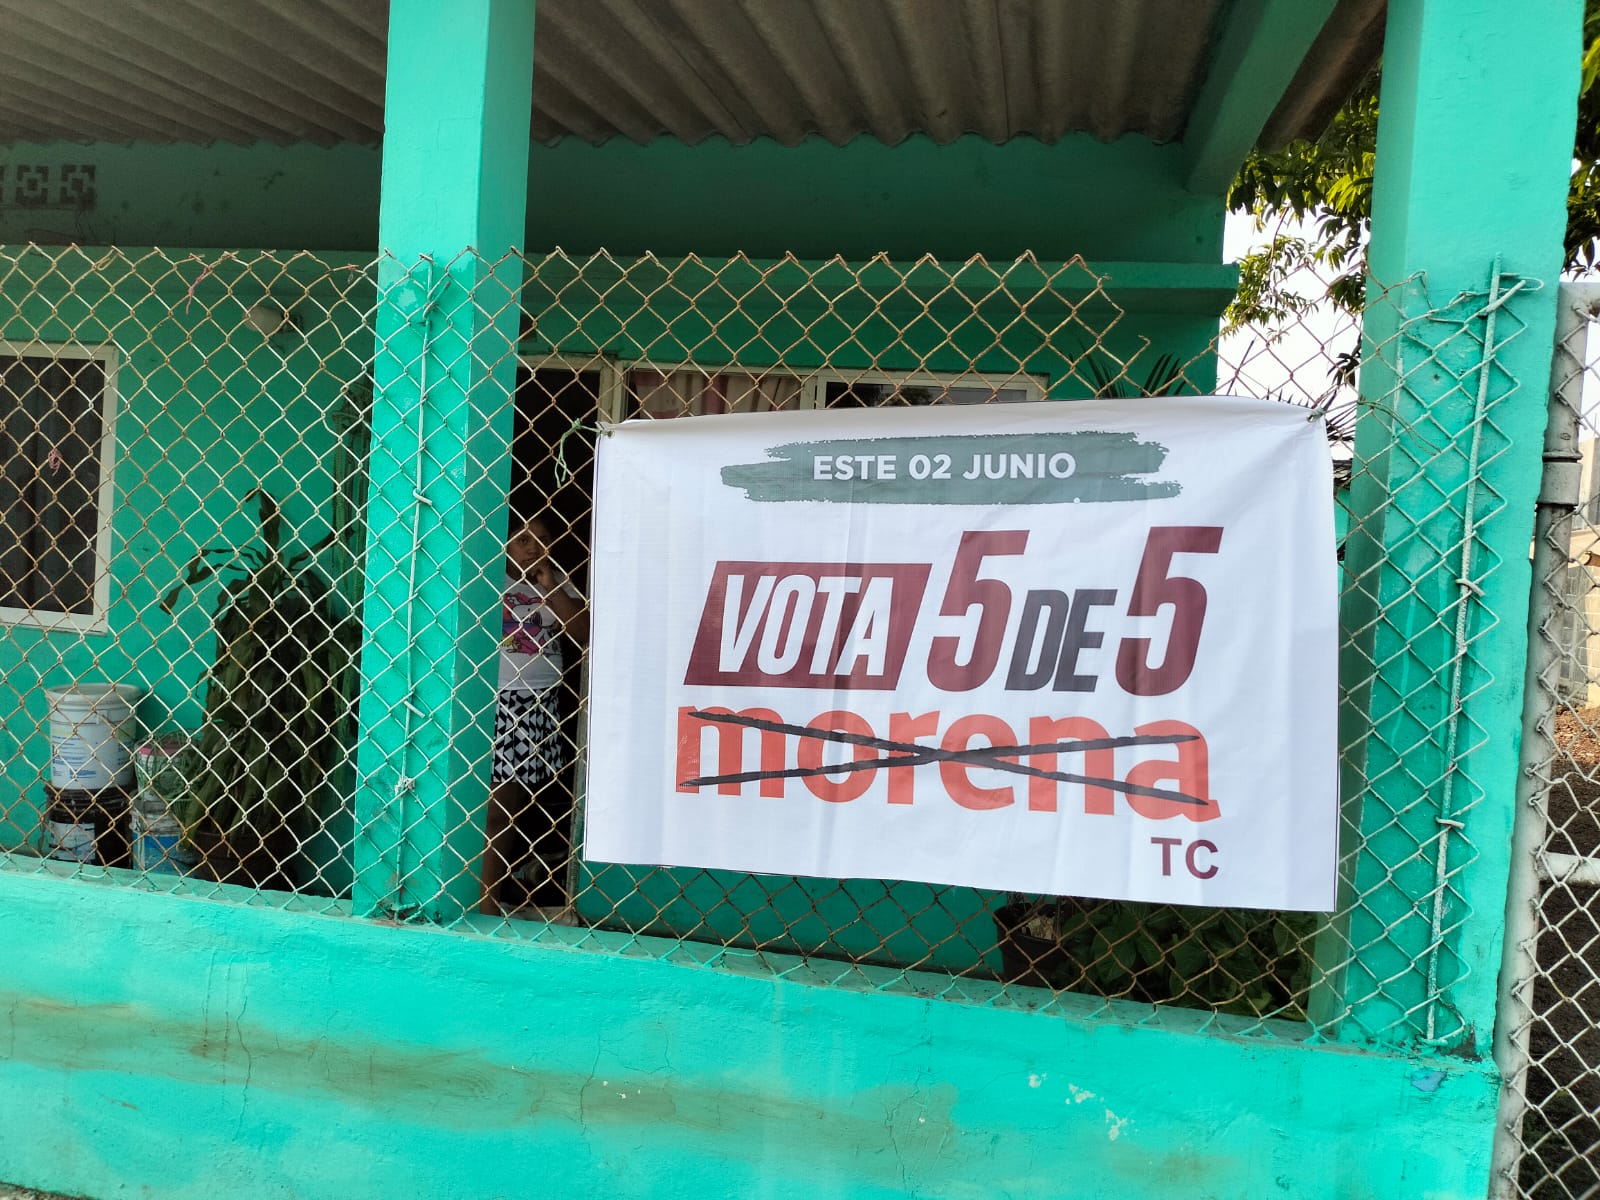 ESTE 02 JUNIO
VOTA 5 DE 5
morena
TC